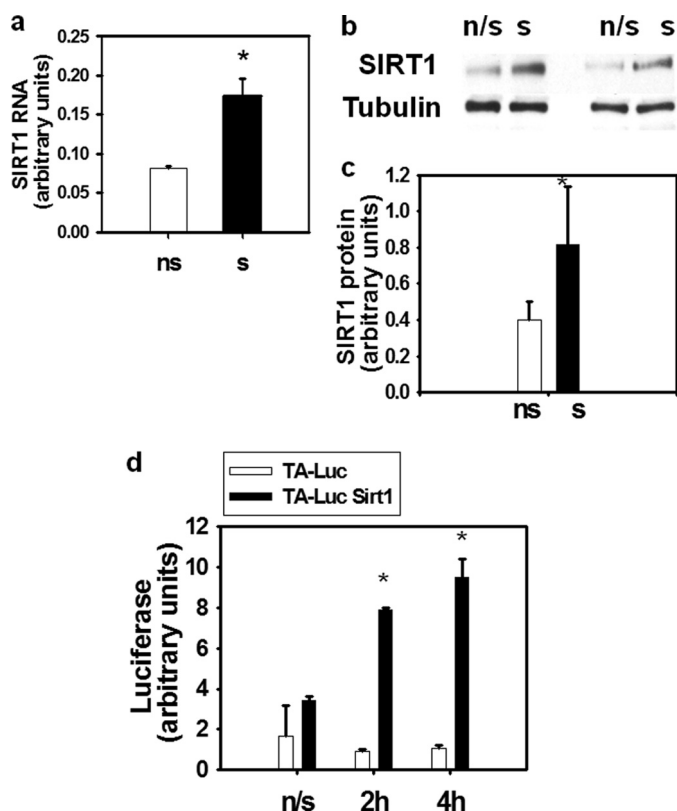 a
SIRT1 RNA
(arbitrary units)
0.25
0.20
0.15
0.10
0.05
0.00
*
ns s
b
n/s s n/s s
SIRT1
Tubulin
c
SIRT1 protein
(arbitrary units)
1.2
1.0
0.8
0.6
0.4
0.2
0.0
*
ns s
d
TA-Luc
TA-Luc Sirt1
Luciferase
(arbitrary units)
12
10
8
6
4
2
0
* *
n/s 2h 4h